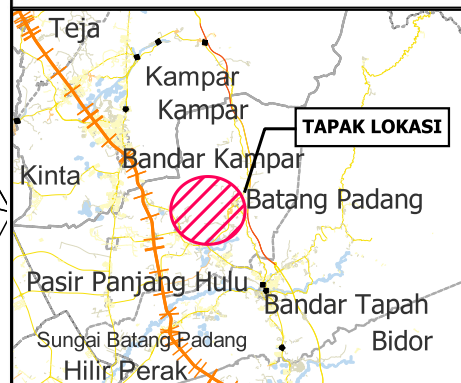 Teja
Kampar
Kampar
TAPAK LOKASI
Bandar Kampar
Kinta
Batang Padang
Pasir Panjang Hulu
Bandar Tapah
Sungai Batang Padang
Bidor
Hilir Perak